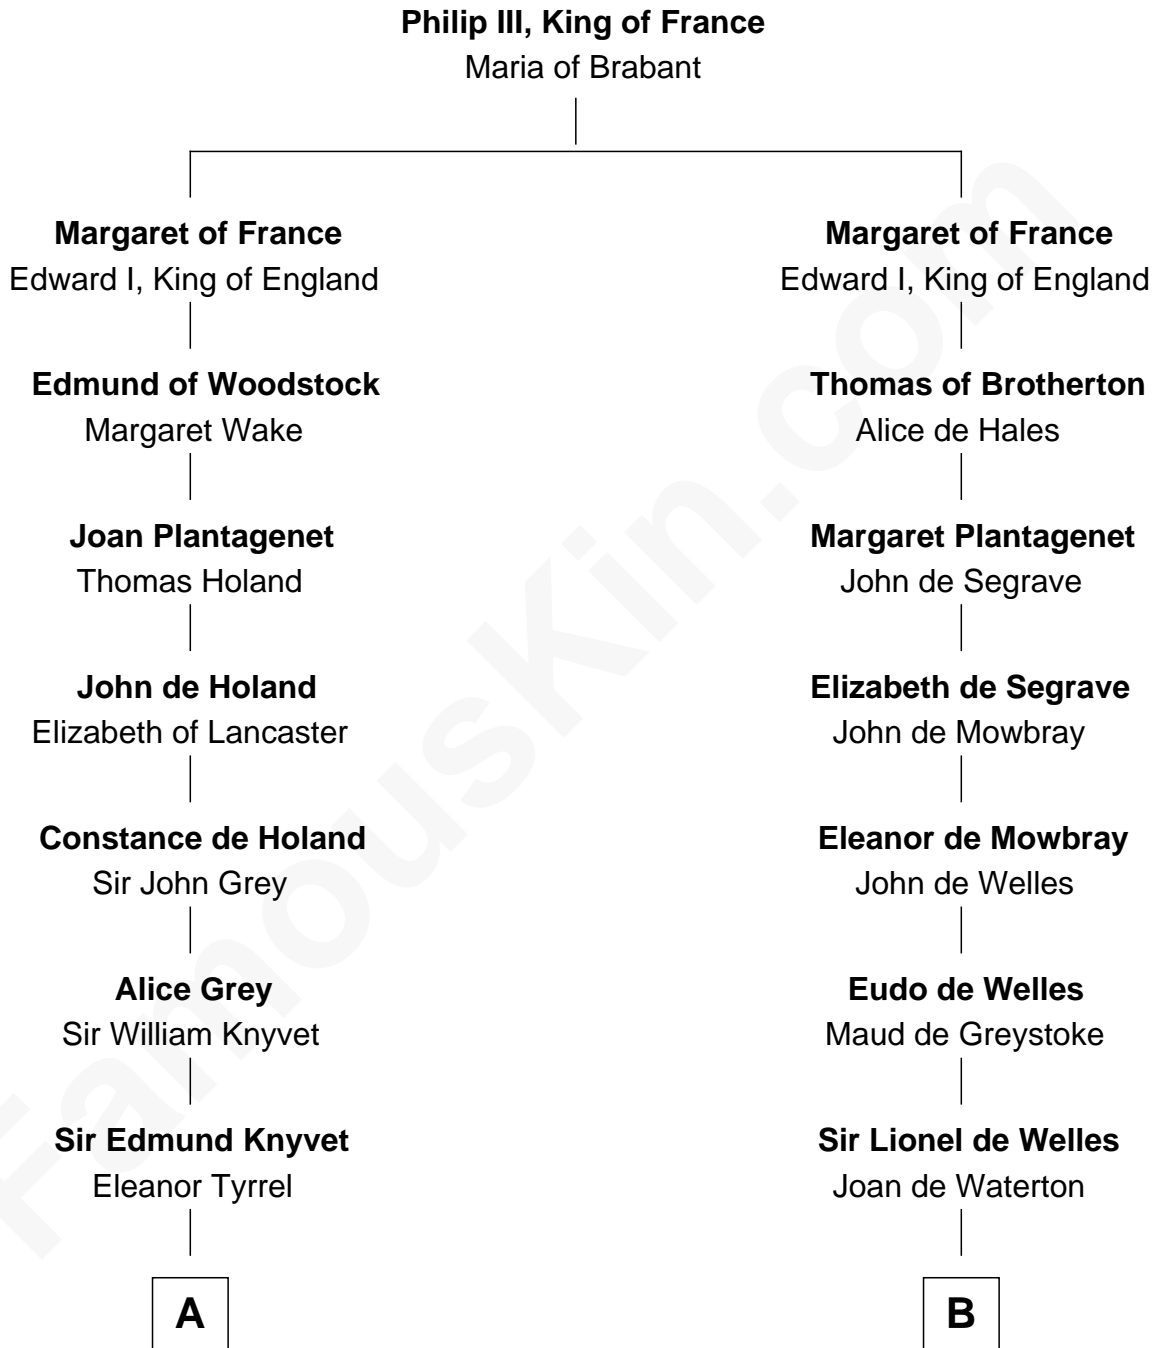 Philip III, King of France
Maria of Brabant
Margaret of France
Edward I, King of England
Edmund of Woodstock
Margaret Wake
Joan Plantagenet
Thomas Holand
John de Holand
Elizabeth of Lancaster
Constance de Holand
Sir John Grey
Alice Grey
Sir William Knyvet
Sir Edmund Knyvet
Eleanor Tyrrel
A
Margaret of France
Edward I, King of England
Thomas of Brotherton
Alice de Hales
Margaret Plantagenet
John de Segrave
Elizabeth de Segrave
John de Mowbray
Eleanor de Mowbray
John de Welles
Eudo de Welles
Maud de Greystoke
Sir Lionel de Welles
Joan de Waterton
B
FamousKin.com